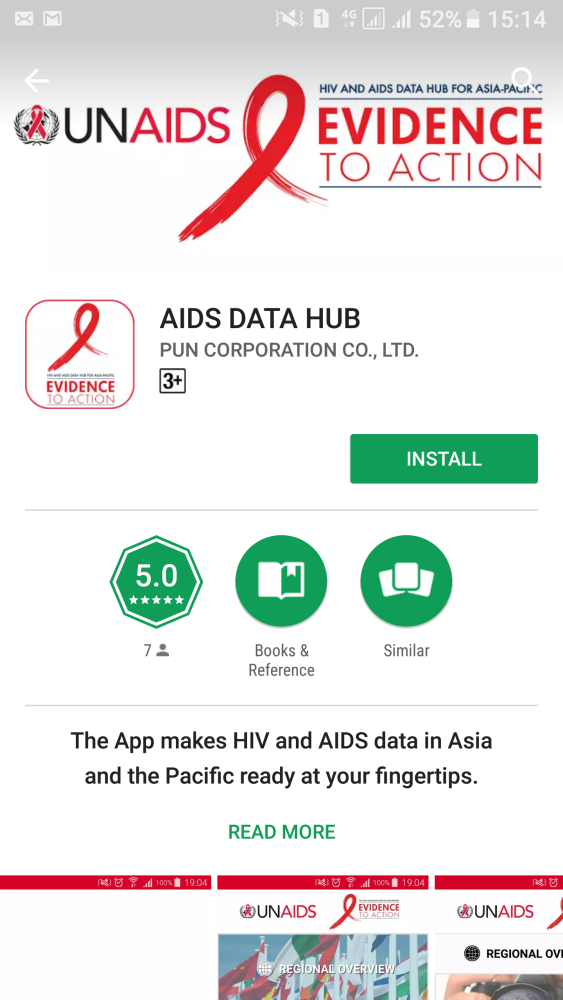 1 4G 52% 15:14
HIV AND AIDS DATA HUB FOR ASIA-PACIFIC
UNAIDS EVIDENCE
TO ACTION
AIDS DATA HUB
PUN CORPORATION CO., LTD.
HIV AND AIDS DATA HUB FOR ASIA-PACIFIC
EVIDENCE
TO ACTION
3+
INSTALL
5.0
7
Books &
Reference
Similar
The App makes HIV and AIDS data in Asia
and the Pacific ready at your fingertips.
READ MORE
100% 19:04
100% 19:04
UNAIDS EVIDENCE
TO ACTION
REGIONAL OVERVIEW
UNAIDS
REGIONAL OVE